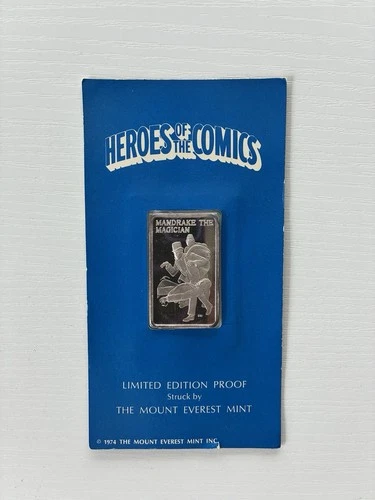 HEROES OF THE COMICS
MANDRAKE THE
MAGICIAN
LIMITED EDITION PROOF
Struck by
THE MOUNT EVEREST MINT
© 1974 THE MOUNT EVEREST MINT INC.